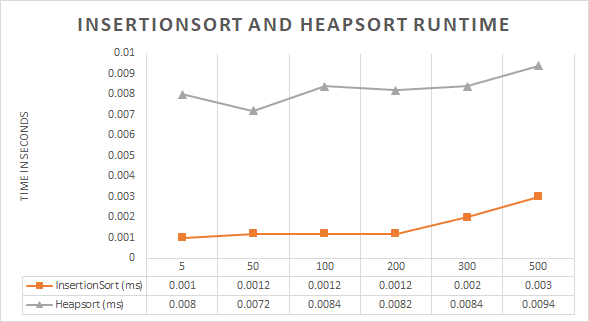 INSERTIONSORT AND HEAPSORT RUNTIME
TIME IN SECONDS
0.01
0.009
0.008
0.007
0.006
0.005
0.004
0.003
0.002
0.001
0
5 50 100 200 300 500
InsertionSort (ms) 0.001 0.0012 0.0012 0.0012 0.002 0.003
Heapsort (ms) 0.008 0.0072 0.0084 0.0082 0.0084 0.0094